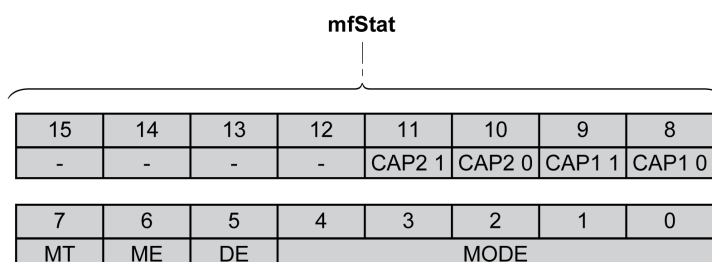 mfStat
15 14 13 12 11 10 9 8
- - - - CAP2 1 CAP2 0 CAP1 1 CAP1 0
7 6 5 4 3 2 1 0
MT ME DE MODE